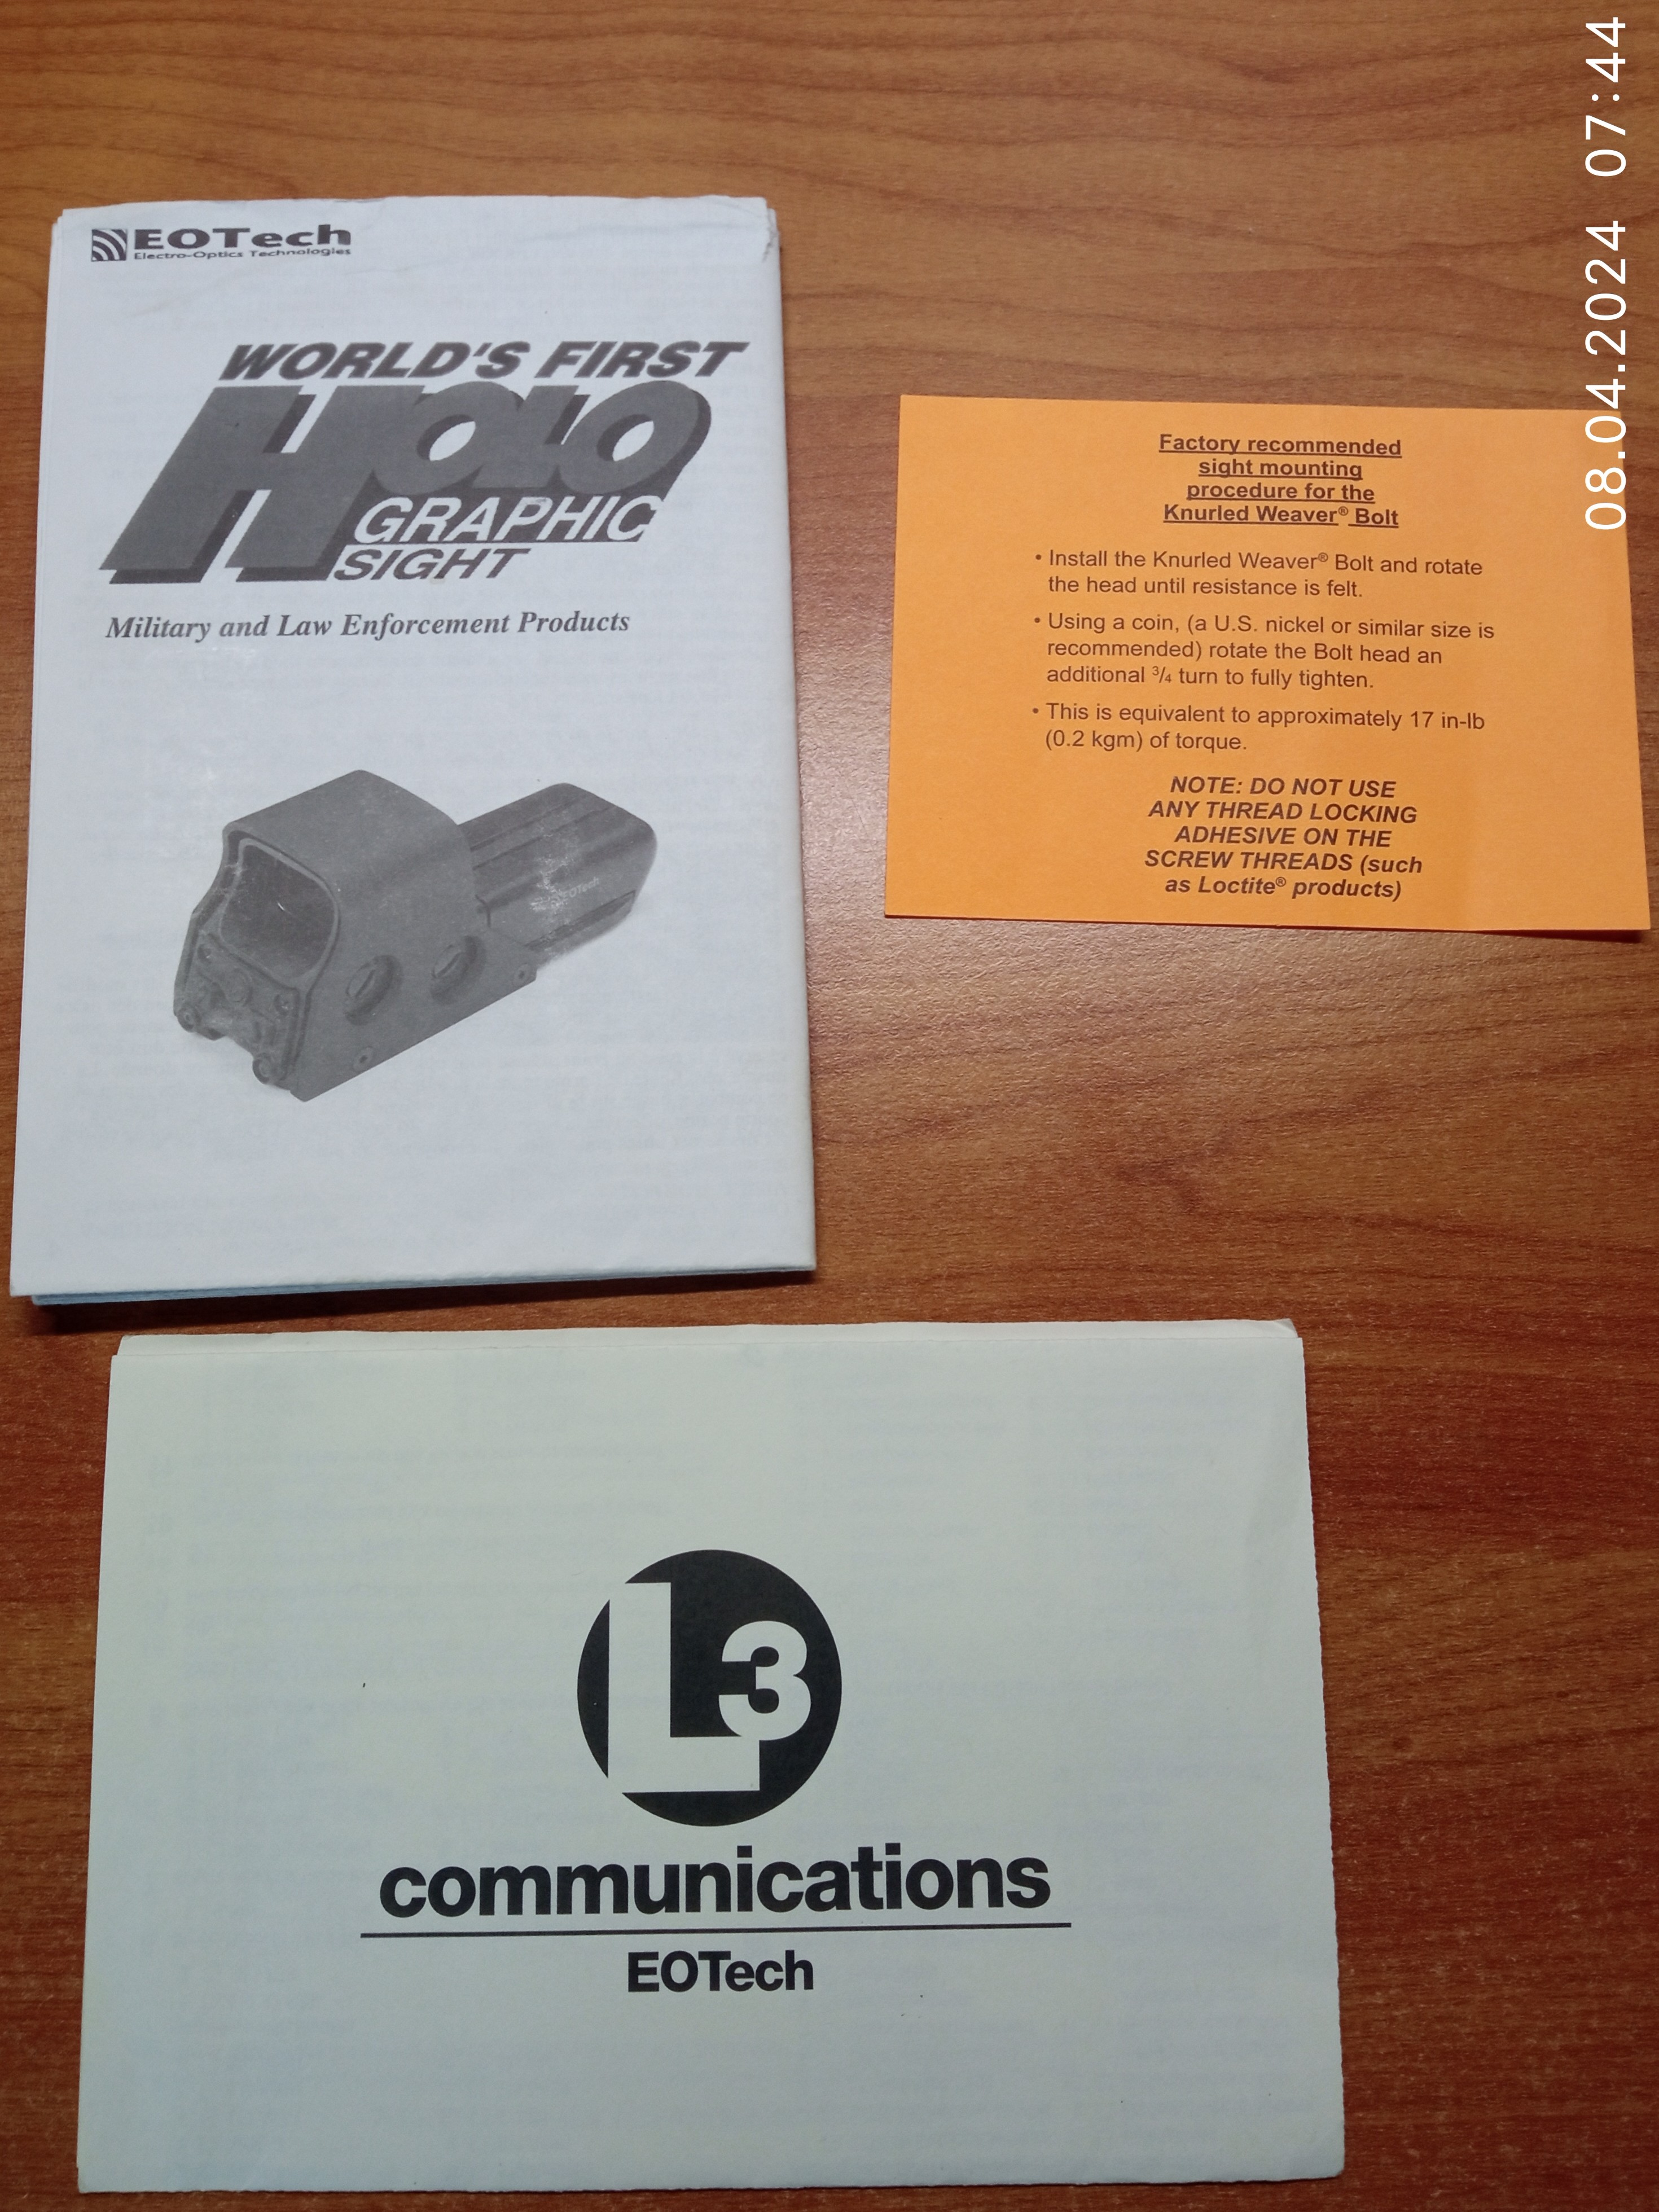 EOTech
Electro-Optics Technologies
WORLD'S FIRST
HOLO
GRAPHIC
SIGHT
Military and Law Enforcement Products
EOTech
Factory recommended
sight mounting
procedure for the
Knurled Weaver® Bolt
• Install the Knurled Weaver® Bolt and rotate
the head until resistance is felt.
• Using a coin, (a U.S. nickel or similar size is
recommended) rotate the Bolt head an
additional 3/4 turn to fully tighten.
• This is equivalent to approximately 17 in-lb
(0.2 kgm) of torque.
NOTE: DO NOT USE
ANY THREAD LOCKING
ADHESIVE ON THE
SCREW THREADS (such
as Loctite® products)
L3
communications
EOTech
08.04.2024 07:44